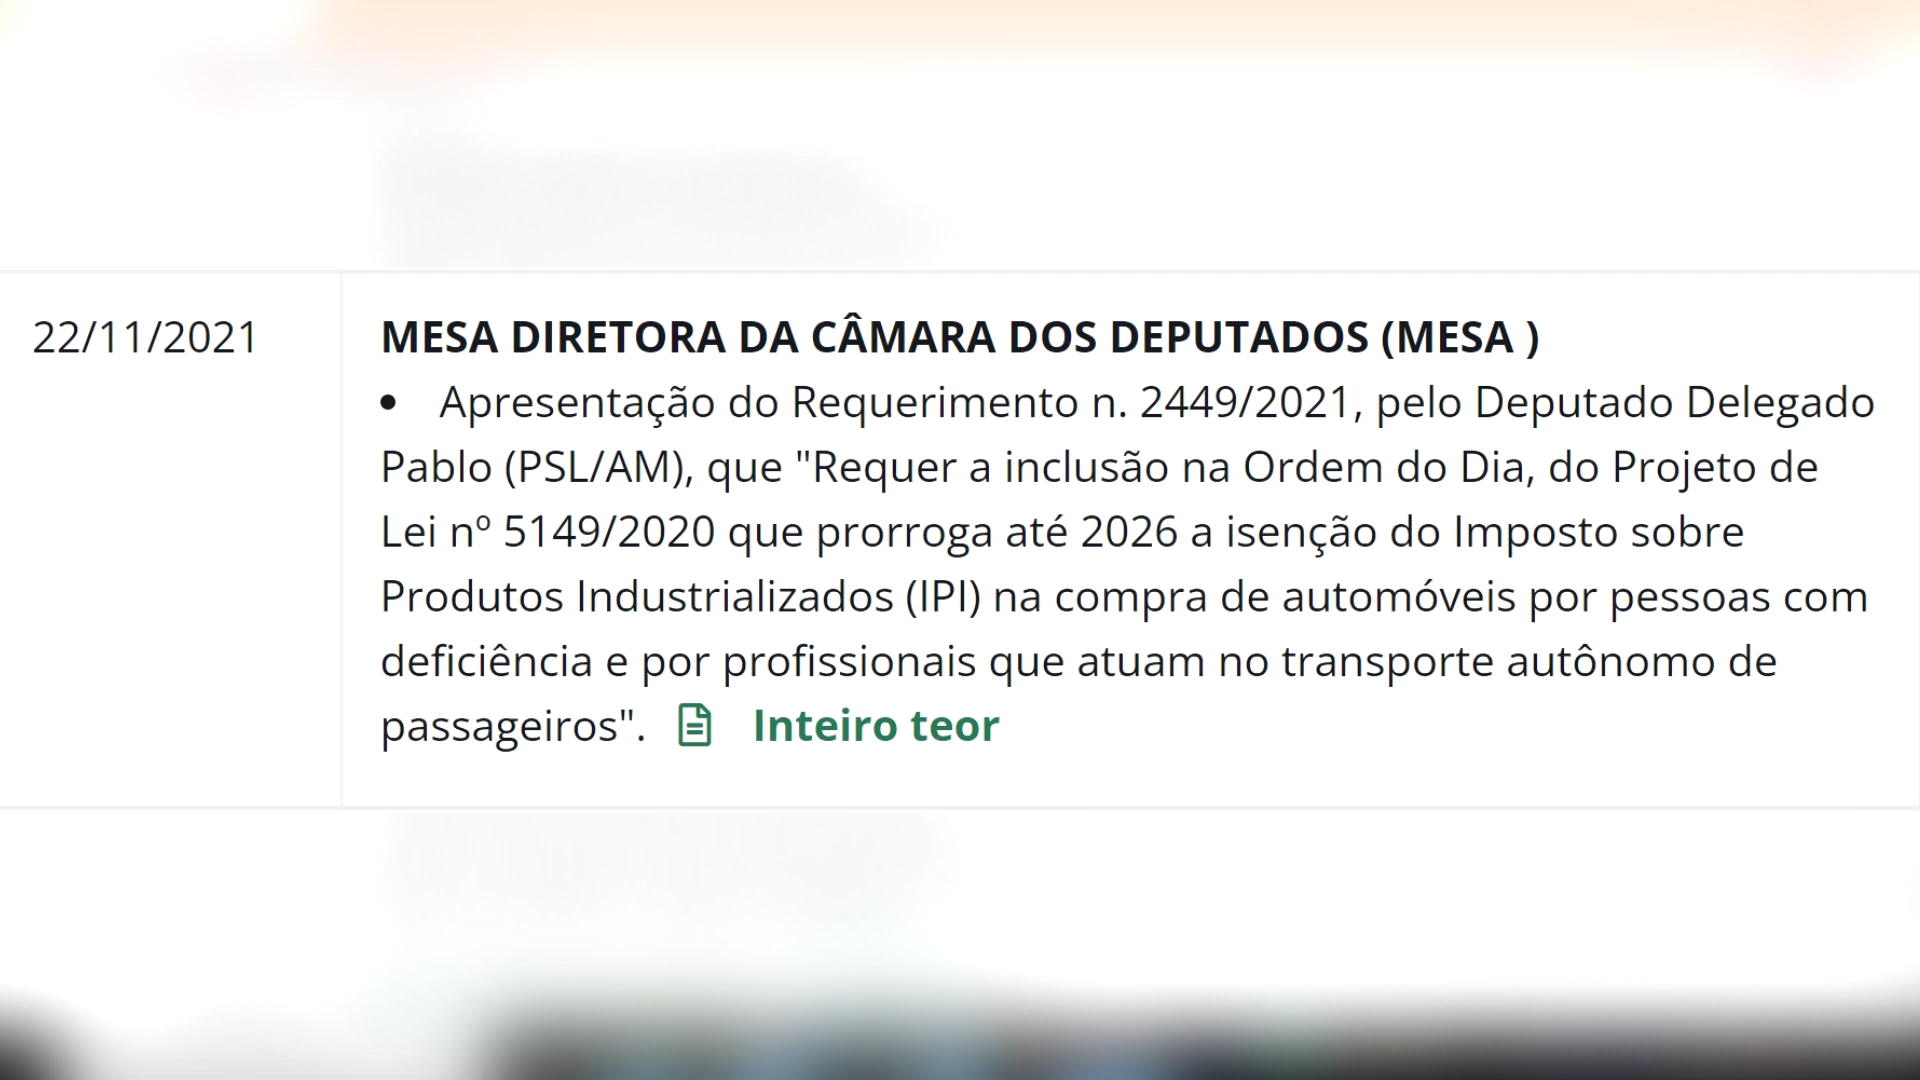 22/11/2021
MESA DIRETORA DA CÂMARA DOS DEPUTADOS (MESA )
• Apresentação do Requerimento n. 2449/2021, pelo Deputado Delegado
Pablo (PSL/AM), que "Requer a inclusão na Ordem do Dia, do Projeto de
Lei nº 5149/2020 que prorroga até 2026 a isenção do Imposto sobre
Produtos Industrializados (IPI) na compra de automóveis por pessoas com
deficiência e por profissionais que atuam no transporte autônomo de
passageiros". Inteiro teor